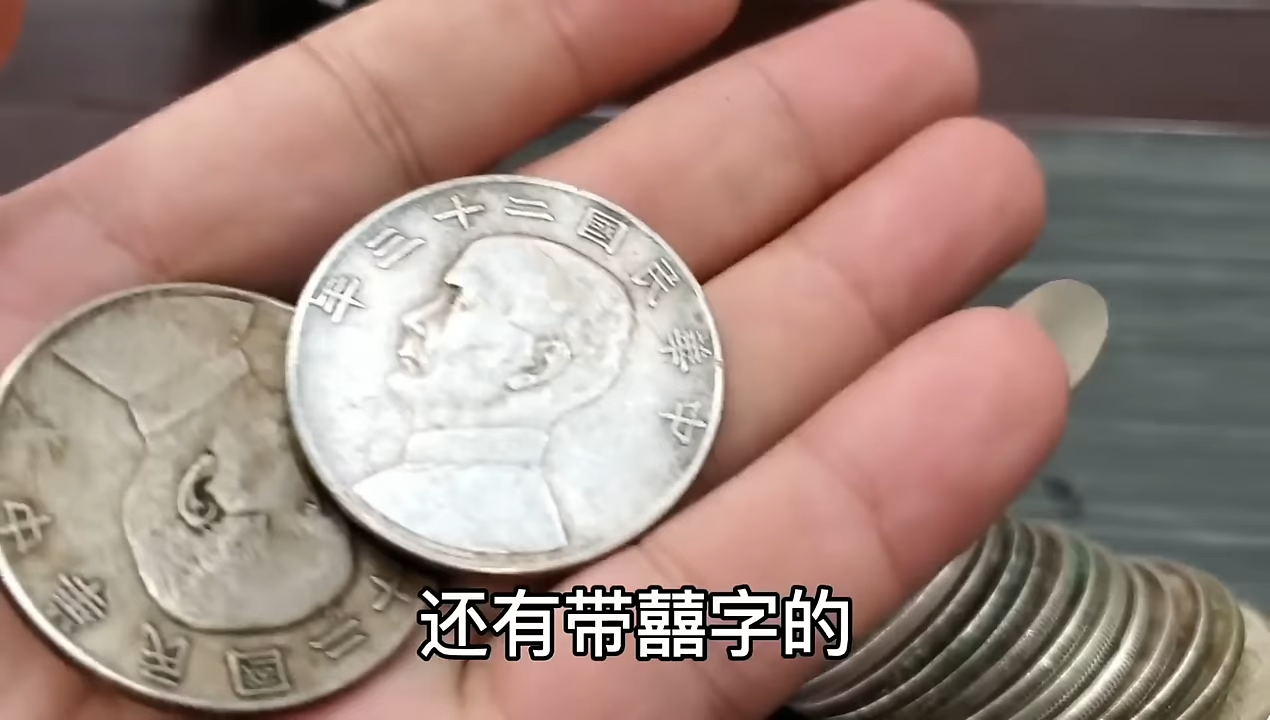 中華民國二十三年
中華民國二十
还有带囍字的